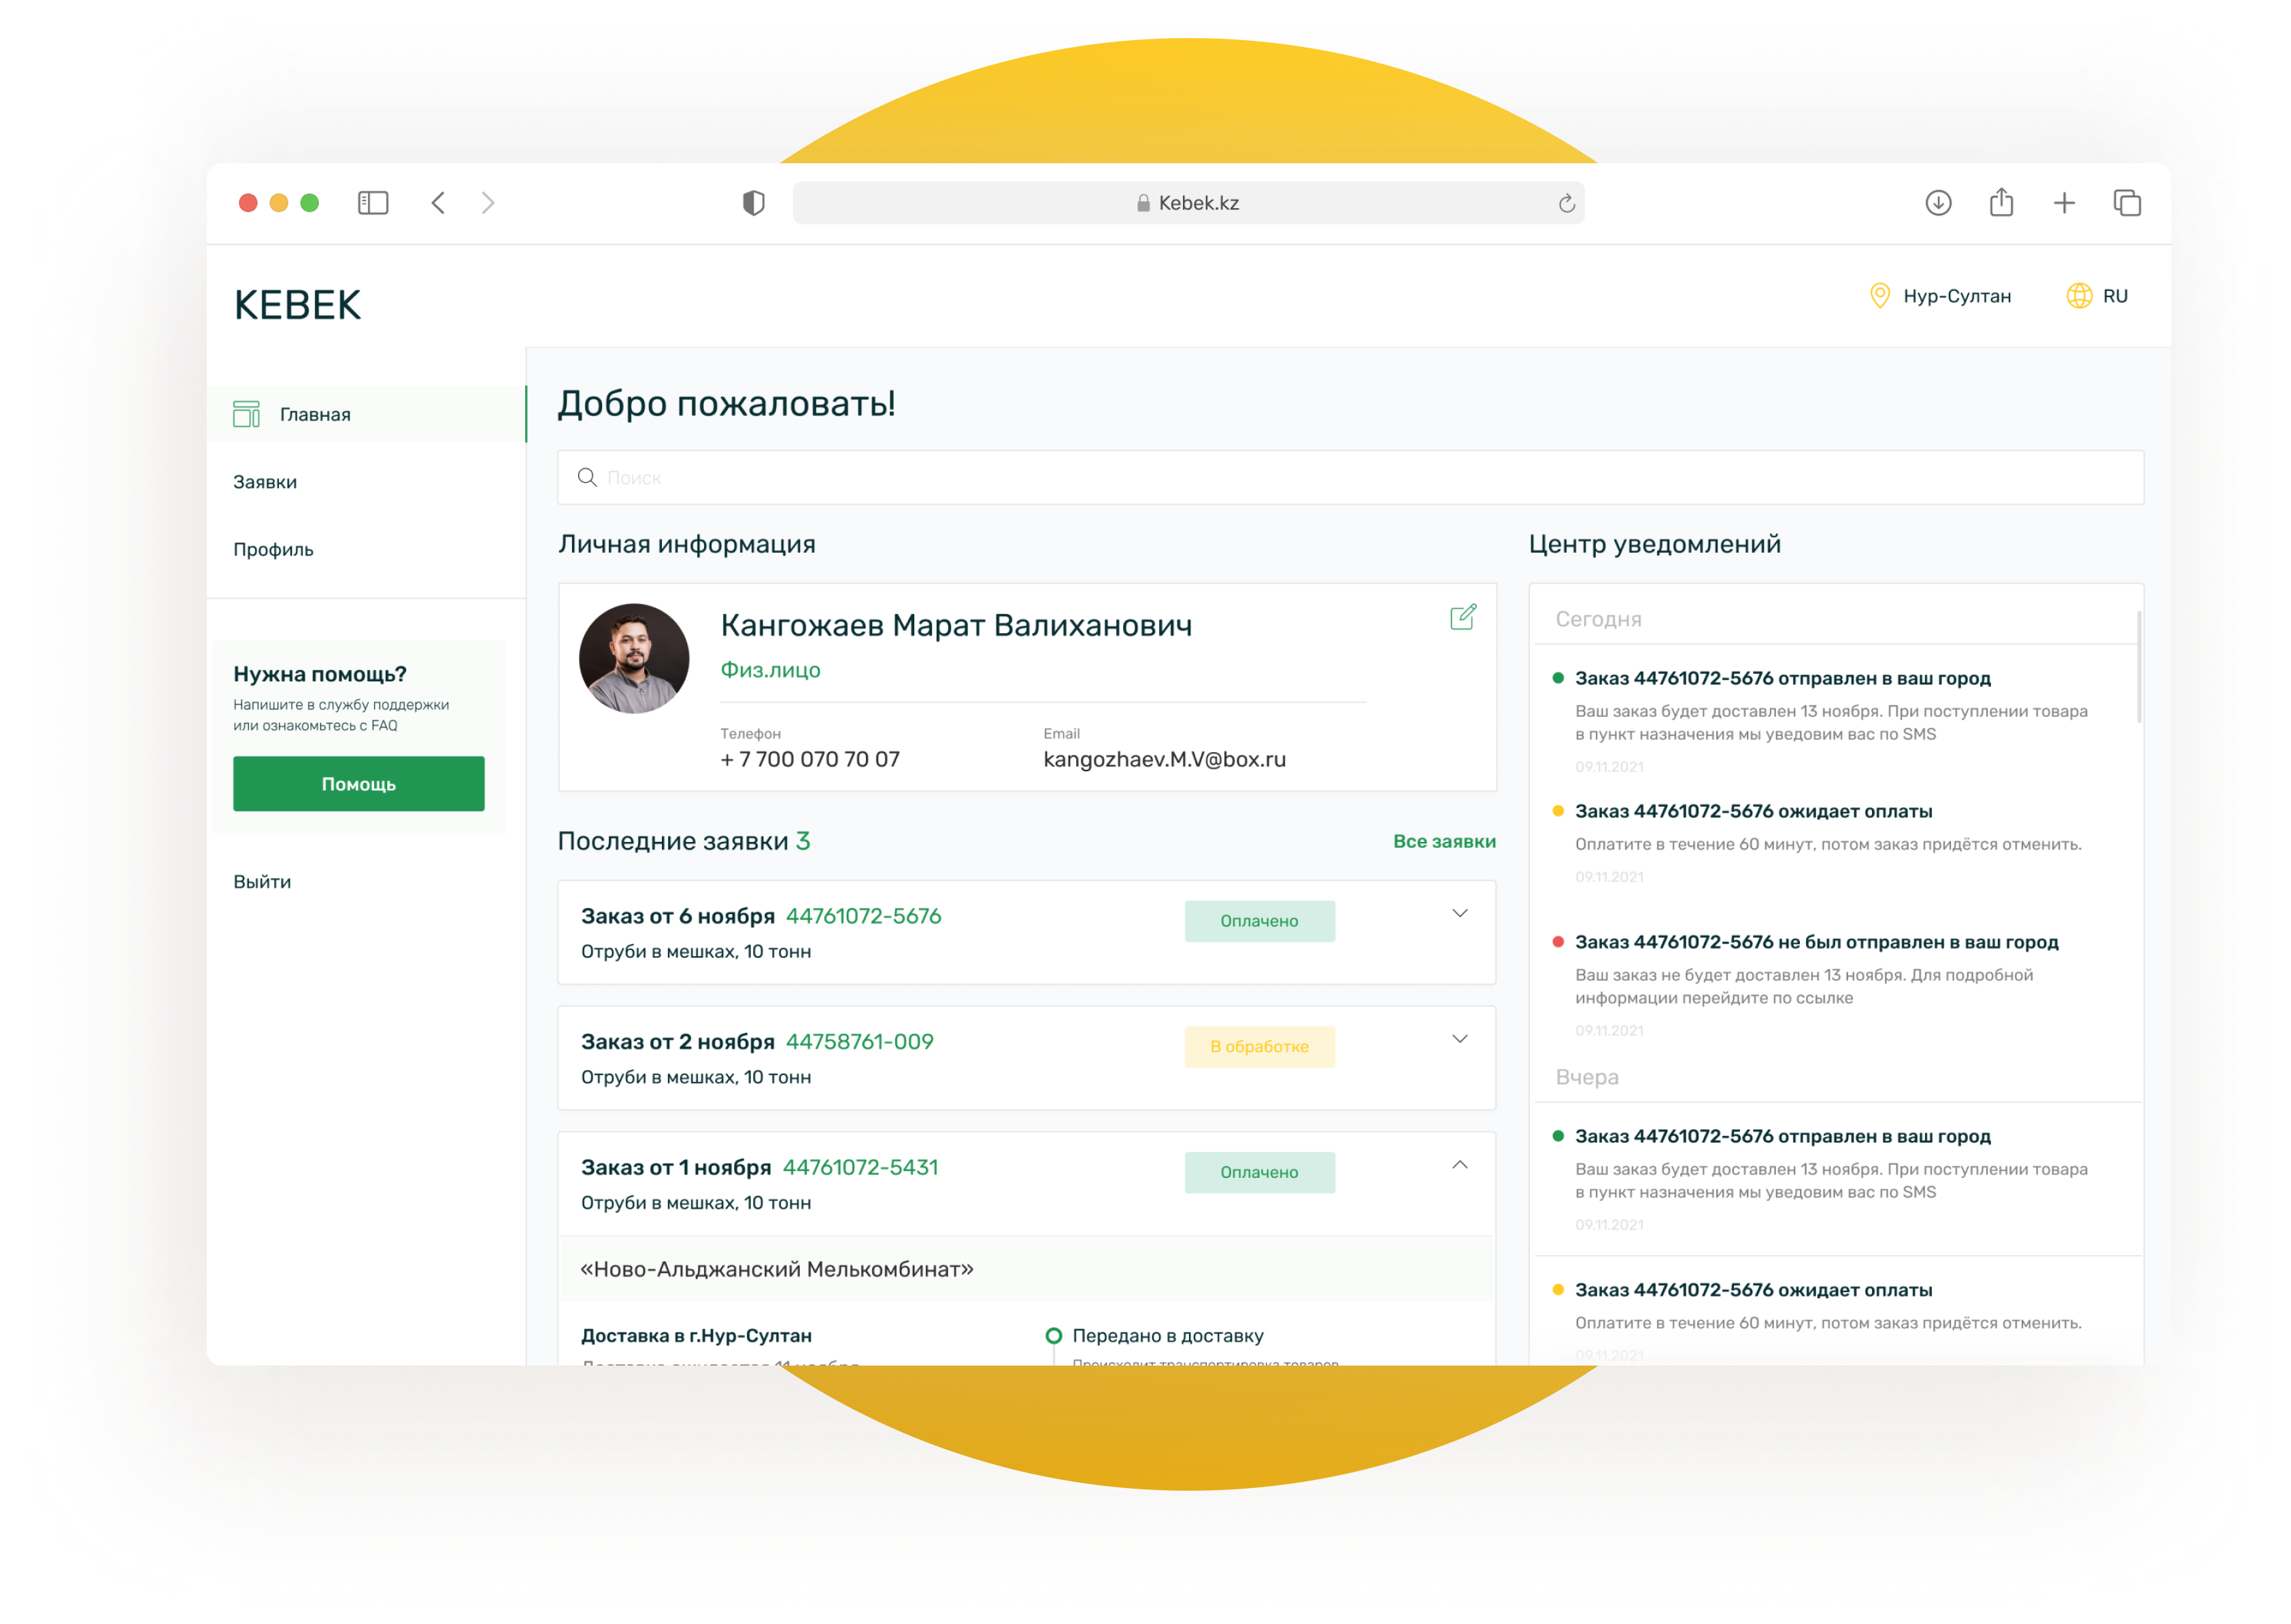 Kebek.kz
KEBEK
Нур-Султан
RU
Главная
Заявки
Профиль
Нужна помощь?
Напишите в службу поддержки
или ознакомьтесь с FAQ
Помощь
Выйти
Добро пожаловать!
Поиск
Личная информация
Кангожаев Марат Валиханович
Физ.лицо
Телефон
+ 7 700 070 70 07
Email
kangozhaev.M.V@box.ru
Последние заявки 3
Все заявки
Заказ от 6 ноября 44761072-5676
Оплачено
Отруби в мешках, 10 тонн
Заказ от 2 ноября 44758761-009
В обработке
Отруби в мешках, 10 тонн
Заказ от 1 ноября 44761072-5431
Оплачено
Отруби в мешках, 10 тонн
«Ново-Альджанский Мелькомбинат»
Доставка в г.Нур-Султан
Доставка ожидается 11 ноября
Передано в доставку
Происходит транспортировка товаров
Центр уведомлений
Сегодня
Заказ 44761072-5676 отправлен в ваш город
Ваш заказ будет доставлен 13 ноября. При поступлении товара
в пункт назначения мы уведовим вас по SMS
09.11.2021
Заказ 44761072-5676 ожидает оплаты
Оплатите в течение 60 минут, потом заказ придётся отменить.
09.11.2021
Заказ 44761072-5676 не был отправлен в ваш город
Ваш заказ не будет доставлен 13 ноября. Для подробной
информации перейдите по ссылке
09.11.2021
Вчера
Заказ 44761072-5676 отправлен в ваш город
Ваш заказ будет доставлен 13 ноября. При поступлении товара
в пункт назначения мы уведовим вас по SMS
09.11.2021
Заказ 44761072-5676 ожидает оплаты
Оплатите в течение 60 минут, потом заказ придётся отменить.
09.11.2021